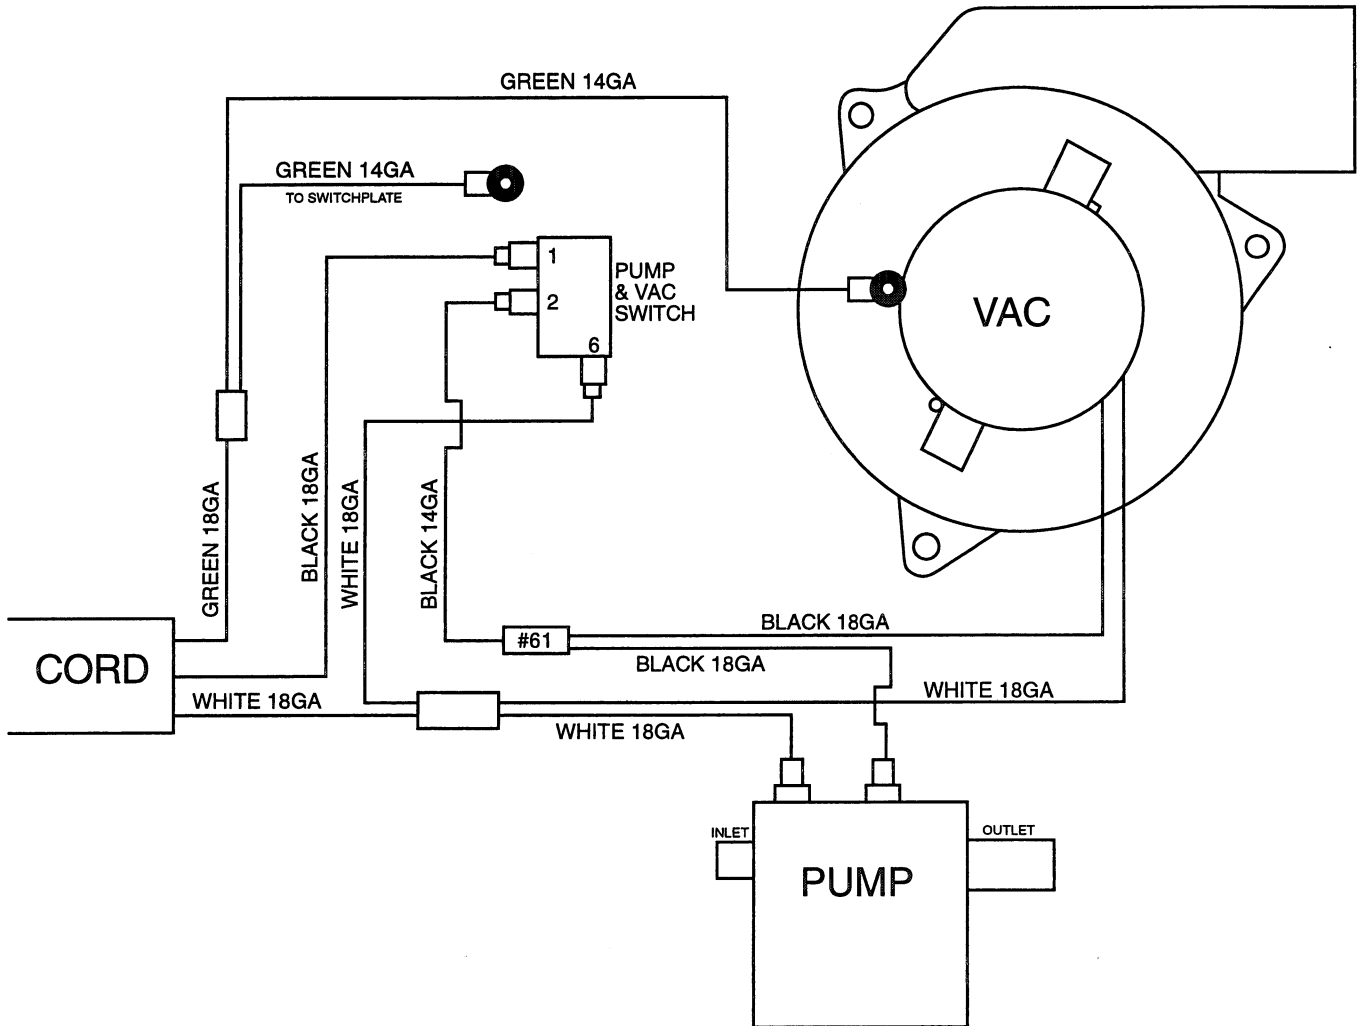 GREEN 14GA
GREEN 14GA
TO SWITCHPLATE
1
2
6
PUMP
& VAC
SWITCH
VAC
GREEN 18GA
BLACK 18GA
WHITE 18GA
BLACK 14GA
#61
BLACK 18GA
BLACK 18GA
CORD
WHITE 18GA
WHITE 18GA
WHITE 18GA
INLET
OUTLET
PUMP